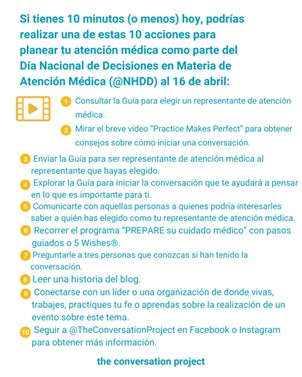 Si tienes 10 minutos (o menos) hoy, podrías
realizar una de estas 10 acciones para
planear tu atención médica como parte del
Día Nacional de Decisiones en Materia de
Atención Médica (@NHDD) al 16 de abril:
1 Consultar la Guía para elegir un representante de atención
médica.
2 Mirar el breve video “Practice Makes Perfect” para obtener
consejos sobre cómo iniciar una conversación.
3 Enviar la Guía para ser representante de atención médica al
representante que hayas elegido.
4 Explorar la Guía para iniciar la conversación que te ayudará a pensar
en lo que es importante para ti.
5 Comunicarte con aquellas personas a quienes podría interesarles
saber a quién has elegido como tu representante de atención médica.
6 Recorrer el programa “PREPARE su cuidado médico” con pasos
guiados o 5 Wishes®.
7 Preguntarle a tres personas que conozcas si han tenido la
conversación.
8 Leer una historia del blog.
9 Conectarse con un líder o una organización de donde vivas,
trabajes, practiques tu fe o aprendas sobre la realización de un
evento sobre este tema.
10 Seguir a @TheConversationProject en Facebook o Instagram
para obtener más información.
the conversation project